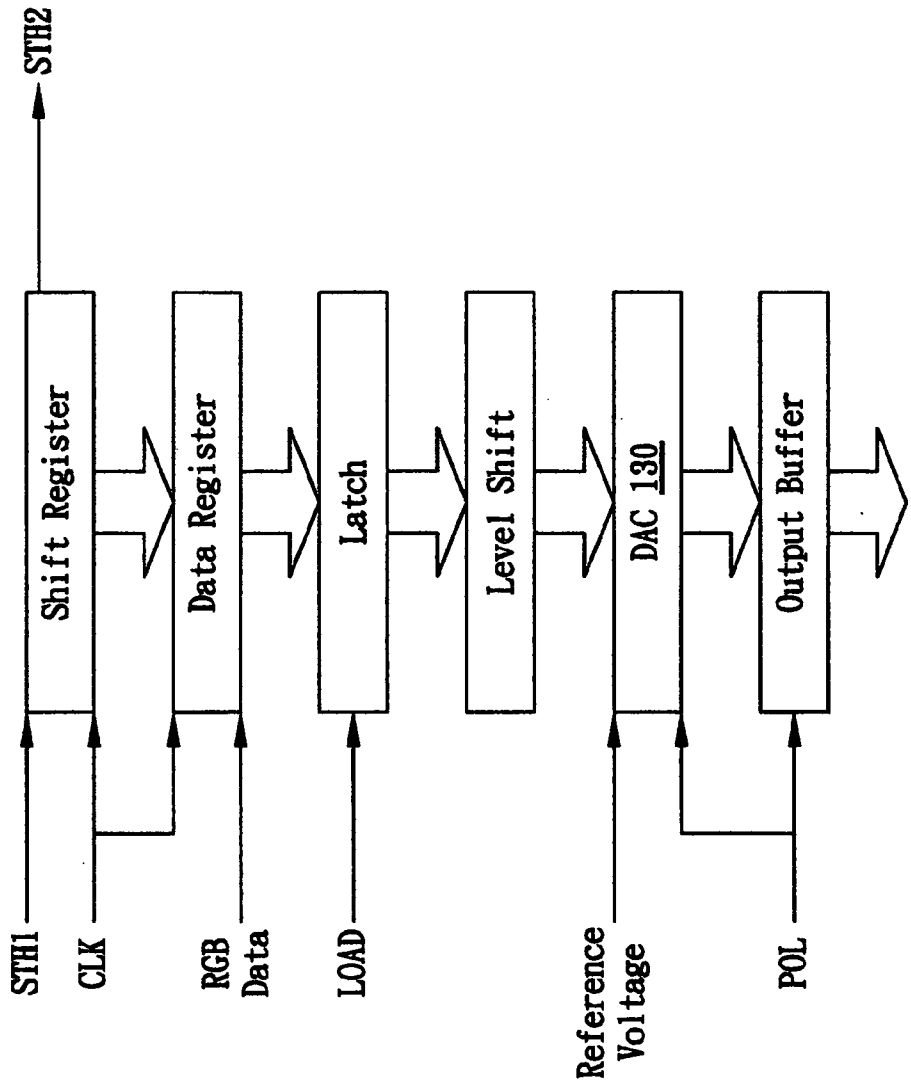 STH1
CLK
RGB
Data
LOAD
Reference
Voltage
POL
Shift Register
Data Register
Latch
Level Shift
DAC 130
Output Buffer
STH2